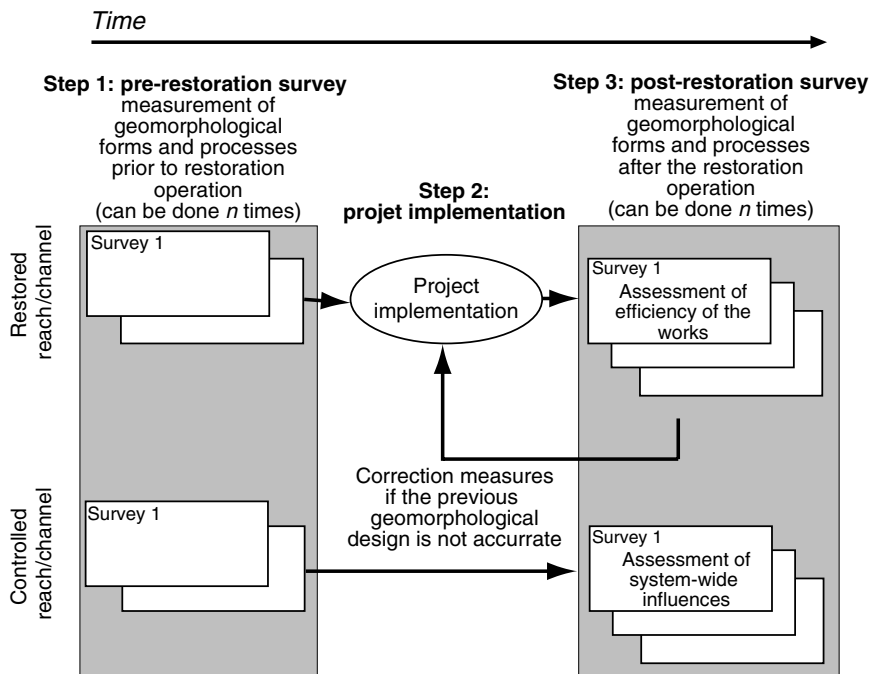 Time
Step 1: pre-restoration survey
measurement of
geomorphological
forms and processes
prior to restoration
operation
(can be done n times)
Step 2:
projet implementation
Step 3: post-restoration survey
measurement of
geomorphological
forms and processes
after the restoration
operation
(can be done n times)
Restored
reach/channel
Survey 1
Project
implementation
Survey 1
Assessment of
efficiency of the
works
Correction measures
if the previous
geomorphological
design is not accurrate
Controlled
reach/channel
Survey 1
Survey 1
Assessment of
system-wide
influences